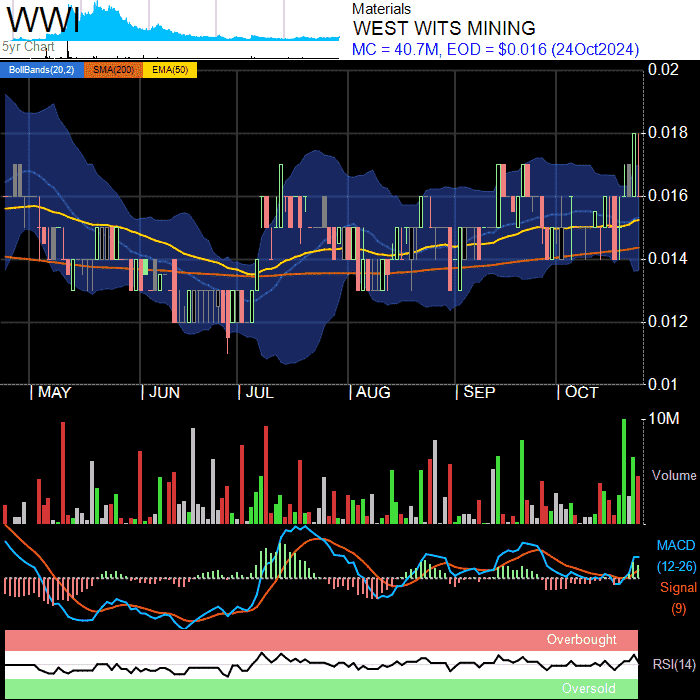 WWI
5yr Chart
Materials
WEST WITS MINING
MC = 40.7M, EOD = $0.016 (24Oct2024)
BollBands(20,2) SMA(200) EMA(50)
0.02
0.018
0.016
0.014
0.012
0.01
MAY JUN JUL AUG SEP OCT
10M
Volume
MACD
(12-26)
Signal
(9)
Overbought
RSI(14)
Oversold